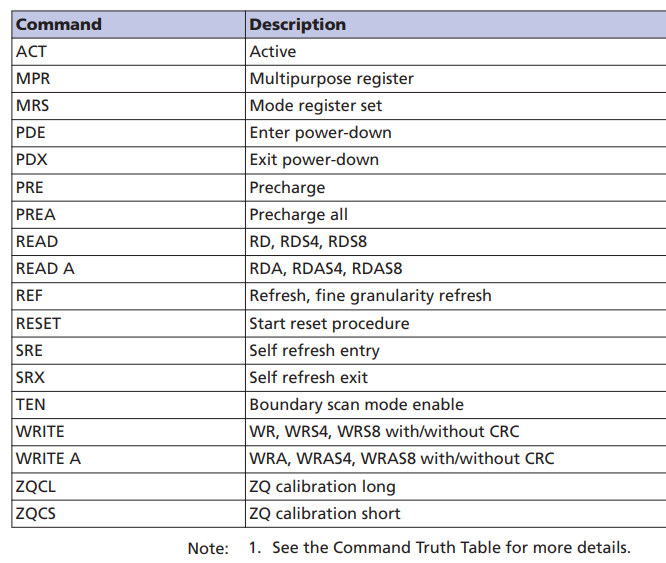 Command Description
ACT Active
MPR Multipurpose register
MRS Mode register set
PDE Enter power-down
PDX Exit power-down
PRE Precharge
PREA Precharge all
READ RD, RDS4, RDS8
READ A RDA, RDAS4, RDAS8
REF Refresh, fine granularity refresh
RESET Start reset procedure
SRE Self refresh entry
SRX Self refresh exit
TEN Boundary scan mode enable
WRITE WR, WRS4, WRS8 with/without CRC
WRITE A WRA, WRAS4, WRAS8 with/without CRC
ZQCL ZQ calibration long
ZQCS ZQ calibration short
Note: 1. See the Command Truth Table for more details.